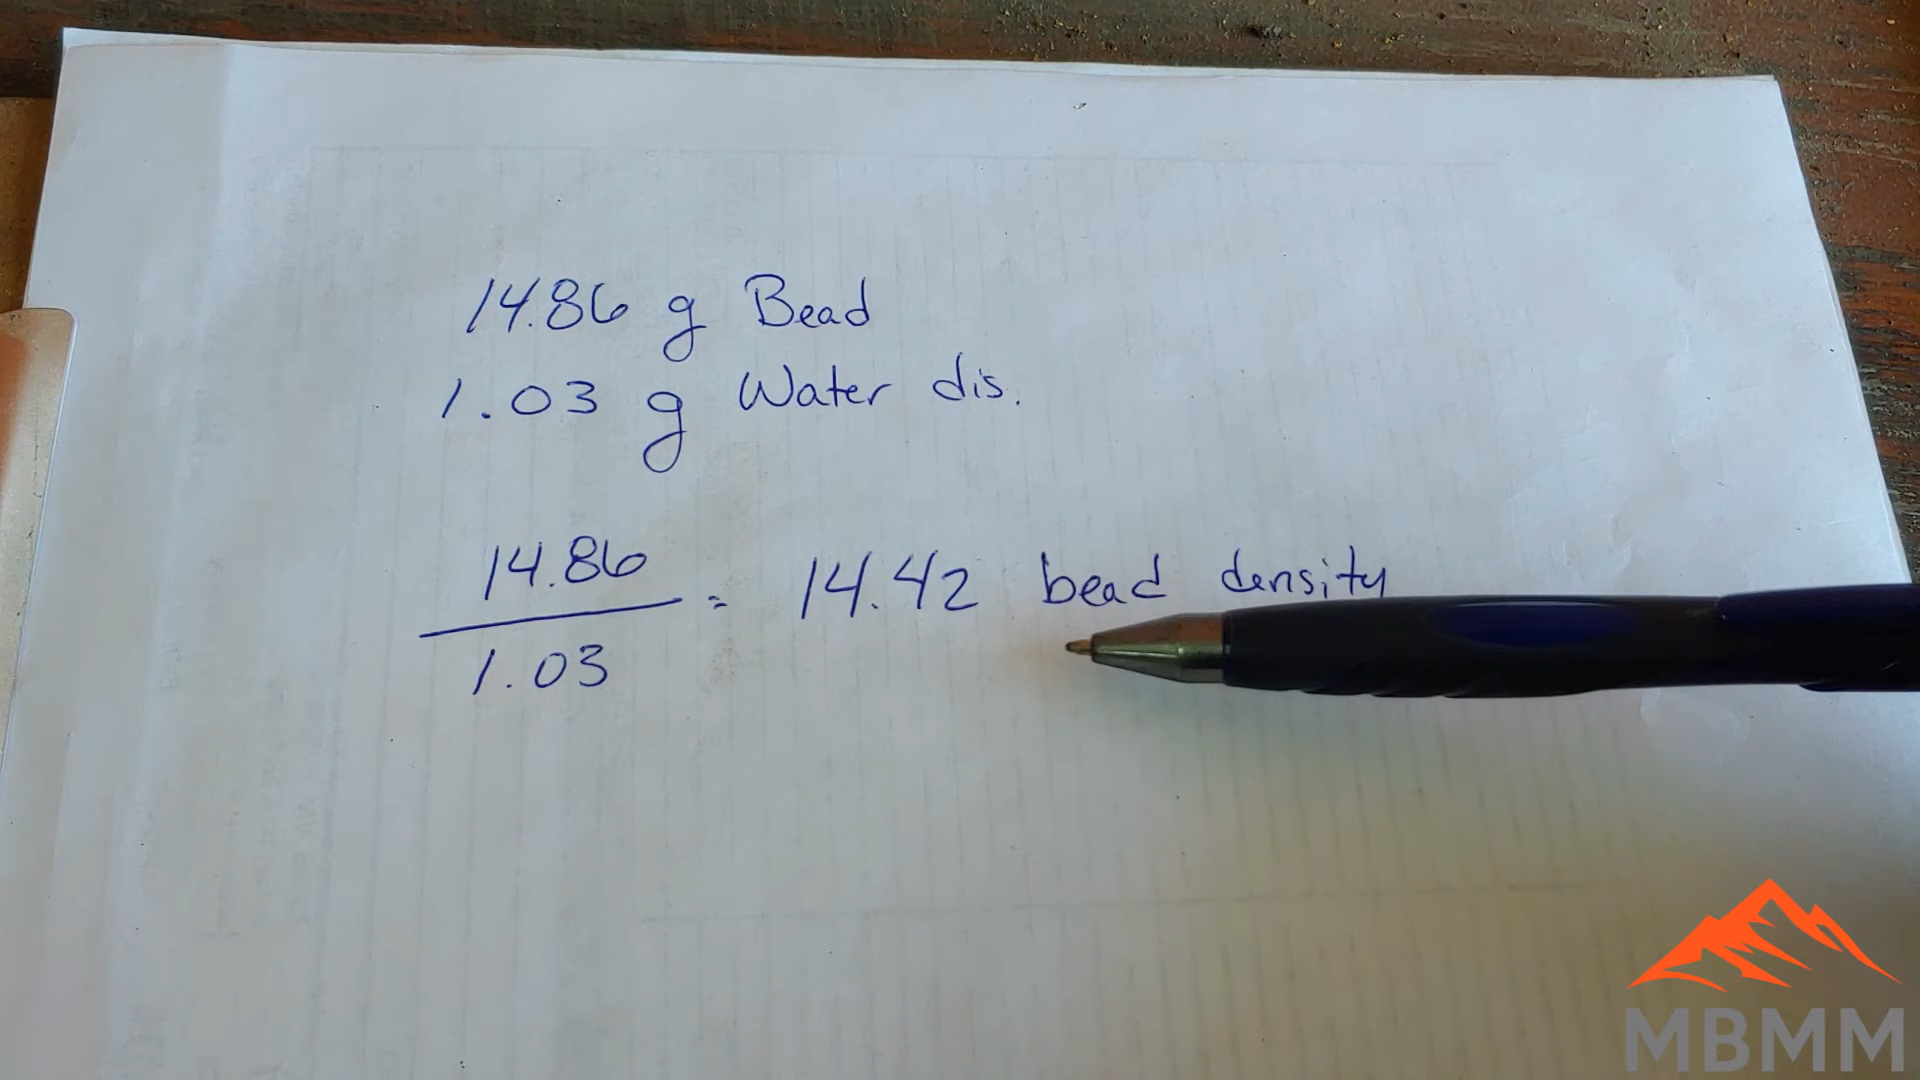 14.86 g Bead
1.03 g Water dis.
14.86
1.03
= 14.42 bead density
MBMM